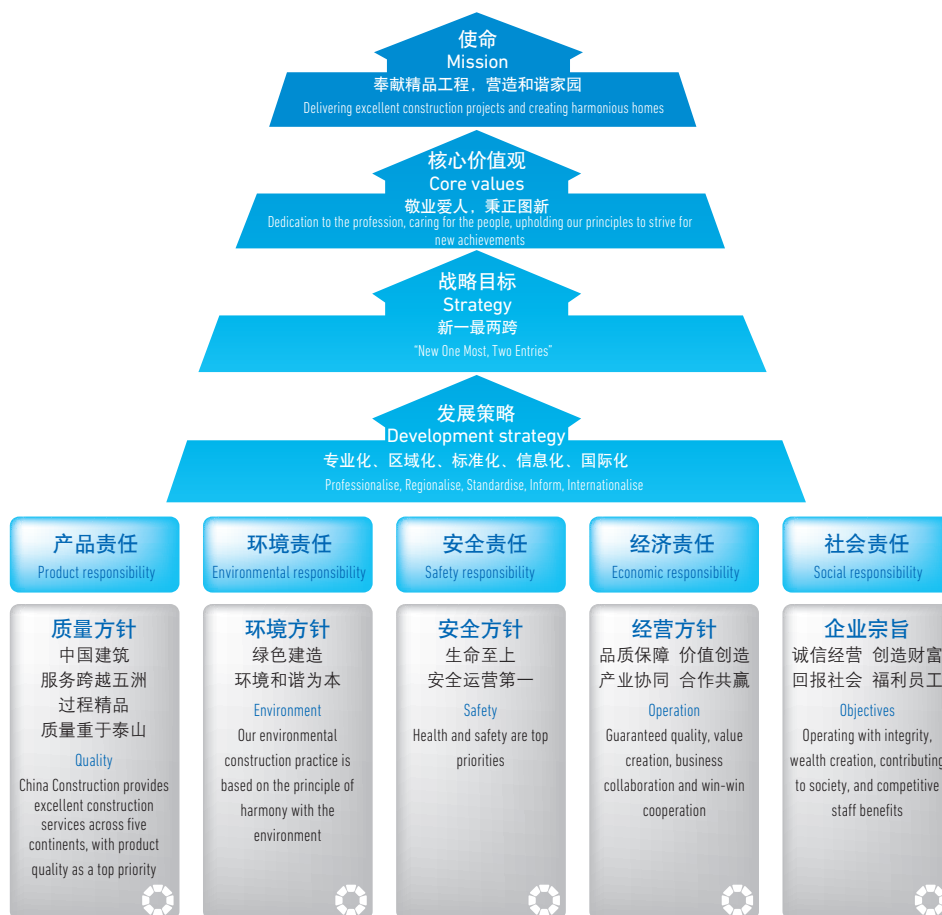 使命
Mission
奉献精品工程，营造和谐家园
Delivering excellent construction projects and creating harmonious homes
核心价值观
Core values
敬业爱人，秉正图新
Dedication to the profession, caring for the people, upholding our principles to strive for
new achievements
战略目标
Strategy
新一最两跨
“New One Most, Two Entries”
发展策略
Development strategy
专业化、区域化、标准化、信息化、国际化
Professionalise, Regionalise, Standardise, Inform, Internationalise
产品责任
Product responsibility
质量方针
中国建筑
服务跨越五洲
过程精品
质量重于泰山
Quality
China Construction provides
excellent construction
services across five
continents, with product
quality as a top priority
环境责任
Environmental responsibility
环境方针
绿色建造
环境和谐为本
Environment
Our environmental
construction practice is
based on the principle of
harmony with the
environment
安全责任
Safety responsibility
安全方针
生命至上
安全运营第一
Safety
Health and safety are top
priorities
经济责任
Economic responsibility
经营方针
品质保障 价值创造
产业协同 合作共赢
Operation
Guaranteed quality, value
creation, business
collaboration and win-win
cooperation
社会责任
Social responsibility
企业宗旨
诚信经营 创造财富
回报社会 福利员工
Objectives
Operating with integrity,
wealth creation, contributing
to society, and competitive
staff benefits